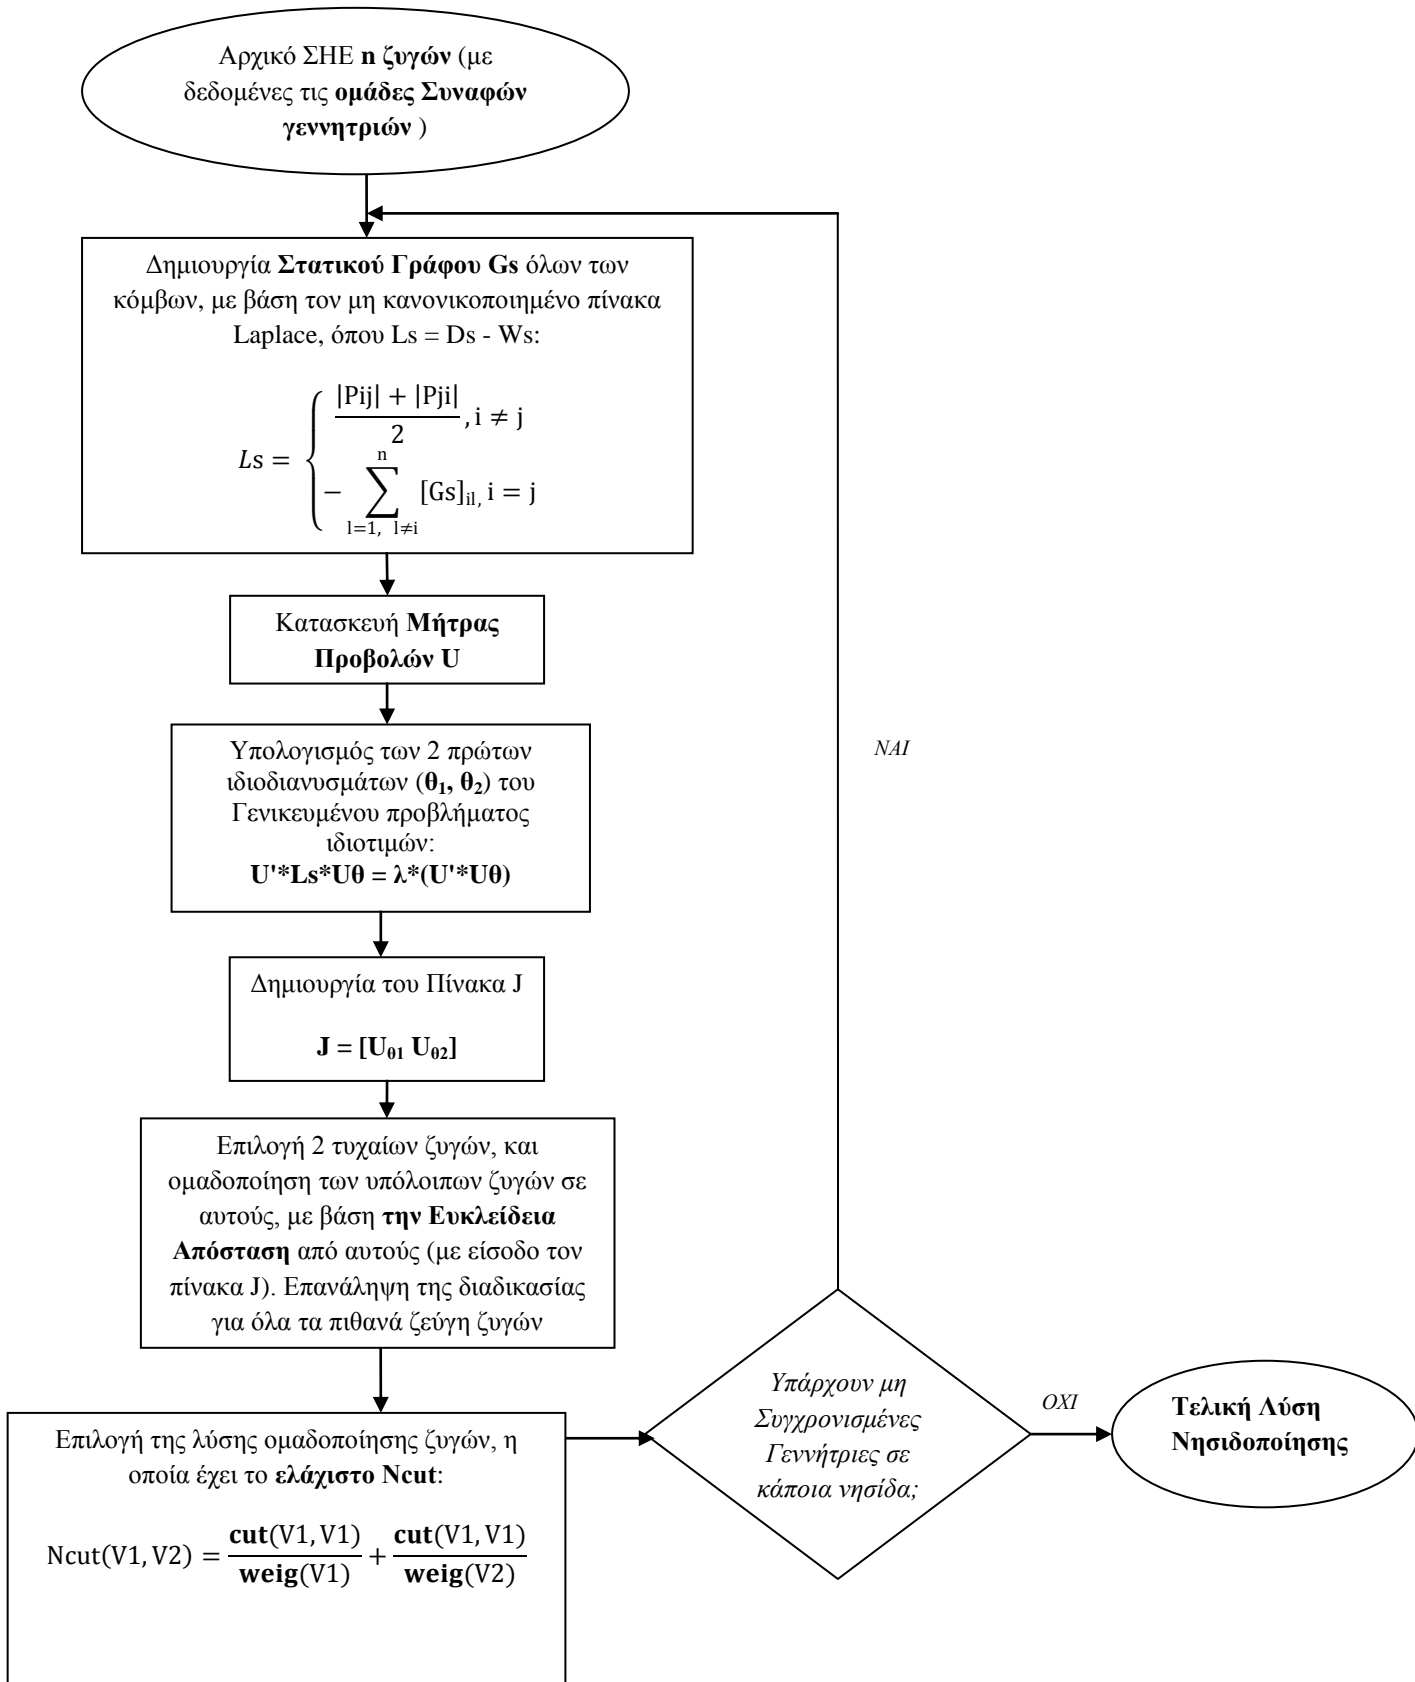 Αρχικό ΣΗΕ n ζυγών (με
δεδομένες τις ομάδες Συναφών
γεννητριών )
Δημιουργία Στατικού Γράφου Gs όλων των
κόμβων, με βάση τον μη κανονικοποιημένο πίνακα
Laplace, όπου Ls = Ds - Ws:
|Pij| + |Pji|
2
, i ≠ j
Ls =
n
− ∑ [Gs]il, i = j
l=1, l≠i
Κατασκευή Μήτρας
Προβολών U
Υπολογισμός των 2 πρώτων
ιδιοδιανυσμάτων (θ1, θ2) του
Γενικευμένου προβλήματος
ιδιοτιμών:
U'*Ls*Uθ = λ*(U'*Uθ)
Δημιουργία του Πίνακα J
J = [Uθ1 Uθ2]
Επιλογή 2 τυχαίων ζυγών, και
ομαδοποίηση των υπόλοιπων ζυγών σε
αυτούς, με βάση την Ευκλείδεια
Απόσταση από αυτούς (με είσοδο τον
πίνακα J). Επανάληψη της διαδικασίας
για όλα τα πιθανά ζεύγη ζυγών
Επιλογή της λύσης ομαδοποίησης ζυγών, η
οποία έχει το ελάχιστο Ncut:
Ncut(V1, V2) = cut(V1, V1) / weig(V1) + cut(V1, V1) / weig(V2)
Υπάρχουν μη
Συγχρονισμένες
Γεννήτριες σε
κάποια νησίδα;
ΝΑΙ
ΟΧΙ
Τελική Λύση
Νησιδοποίησης